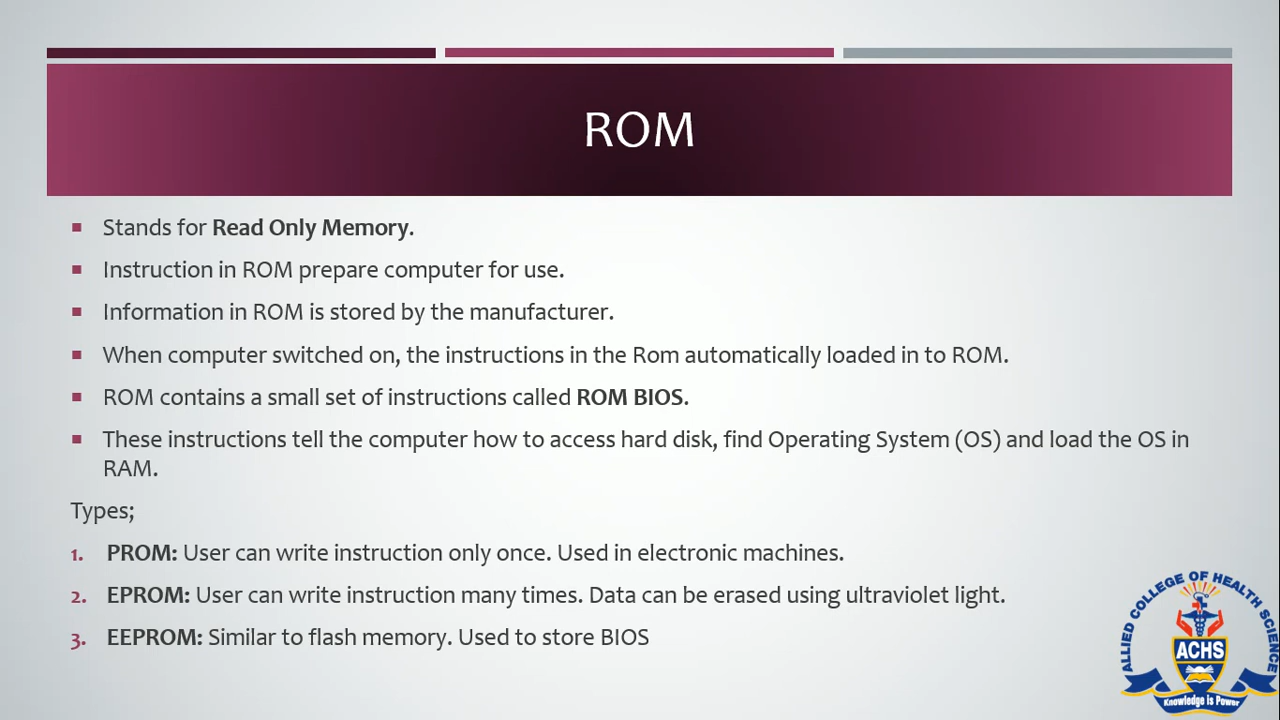 ROM
Stands for Read Only Memory.
Instruction in ROM prepare computer for use.
Information in ROM is stored by the manufacturer.
When computer switched on, the instructions in the Rom automatically loaded in to ROM.
ROM contains a small set of instructions called ROM BIOS.
These instructions tell the computer how to access hard disk, find Operating System (OS) and load the OS in
RAM.
Types;
1. PROM: User can write instruction only once. Used in electronic machines.
2. EPROM: User can write instruction many times. Data can be erased using ultraviolet light.
3. EEPROM: Similar to flash memory. Used to store BIOS
ALLIED COLLEGE OF HEALTH SCIENCE
ACHS
Knowledge is Power